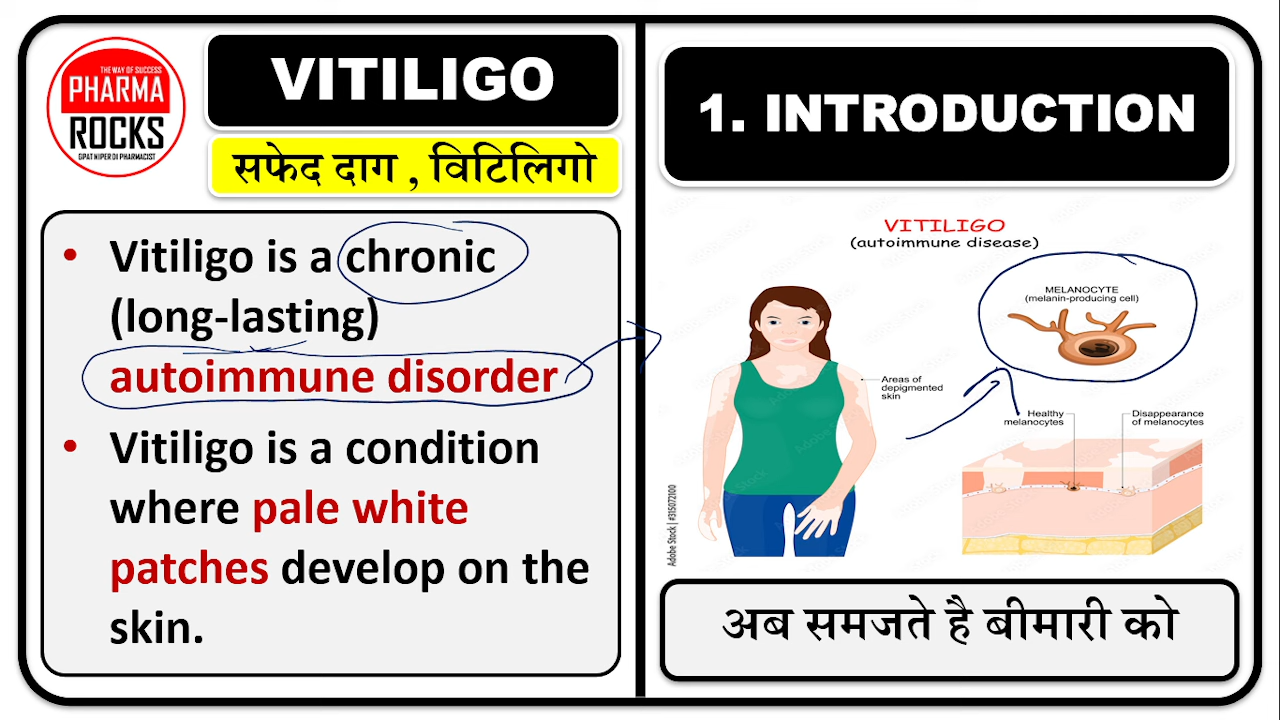 THE WAY OF SUCCESS
PHARMA
ROCKS
GPAT NIPER DI PHARMACIST
VITILIGO
सफेद दाग , विटिलिगो
• Vitiligo is a chronic
(long-lasting)
autoimmune disorder
• Vitiligo is a condition
where pale white
patches develop on the
skin.
1. INTRODUCTION
VITILIGO
(autoimmune disease)
MELANOCYTE
(melanin-producing cell)
Areas of
depigmented
skin
Healthy
melanocytes
Disappearance
of melanocytes
Adobe Stock | #315072100
अब समजते है बीमारी को